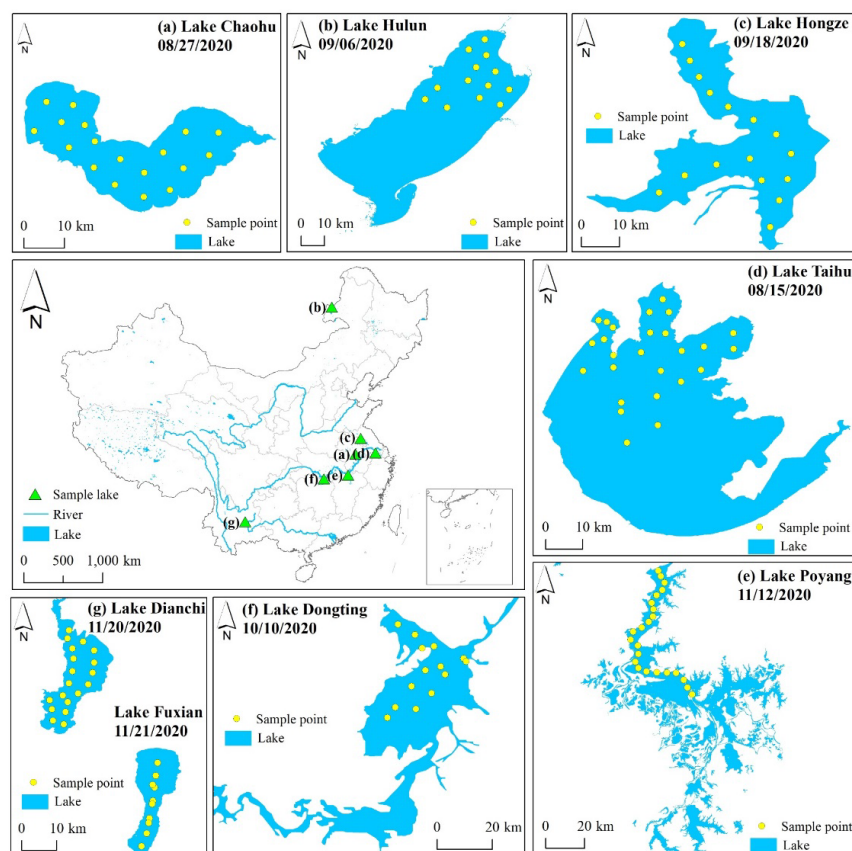 (a) Lake Chaohu
08/27/2020
N
Sample point
Lake
0 10 km
(b) Lake Hulun
09/06/2020
N
Sample point
Lake
0 10 km
(c) Lake Hongze
09/18/2020
N
Sample point
Lake
0 10 km
N
(b)
(c)
(a)
(d)
(e)
(f)
(g)
Sample lake
River
Lake
0 500 1,000 km
(d) Lake Taihu
08/15/2020
N
Sample point
Lake
0 10 km
(g) Lake Dianchi
11/20/2020
N
Lake Fuxian
11/21/2020
Sample point
Lake
0 10 km
(f) Lake Dongting
10/10/2020
N
Sample point
Lake
0 20 km
(e) Lake Poyang
11/12/2020
N
Sample point
Lake
0 20 km